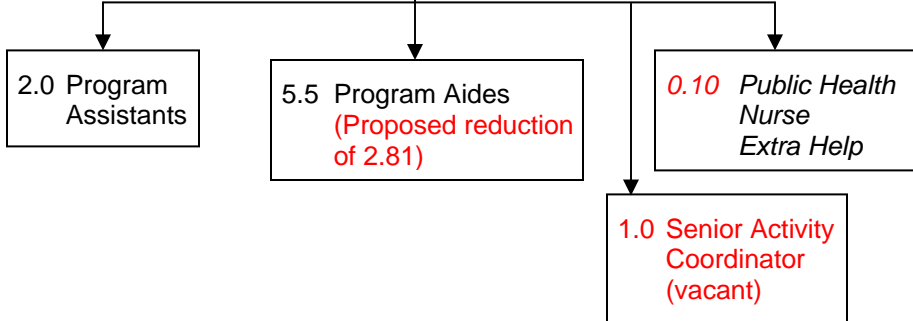 2.0 Program
Assistants
5.5 Program Aides
(Proposed reduction
of 2.81)
0.10 Public Health
Nurse
Extra Help
1.0 Senior Activity
Coordinator
(vacant)